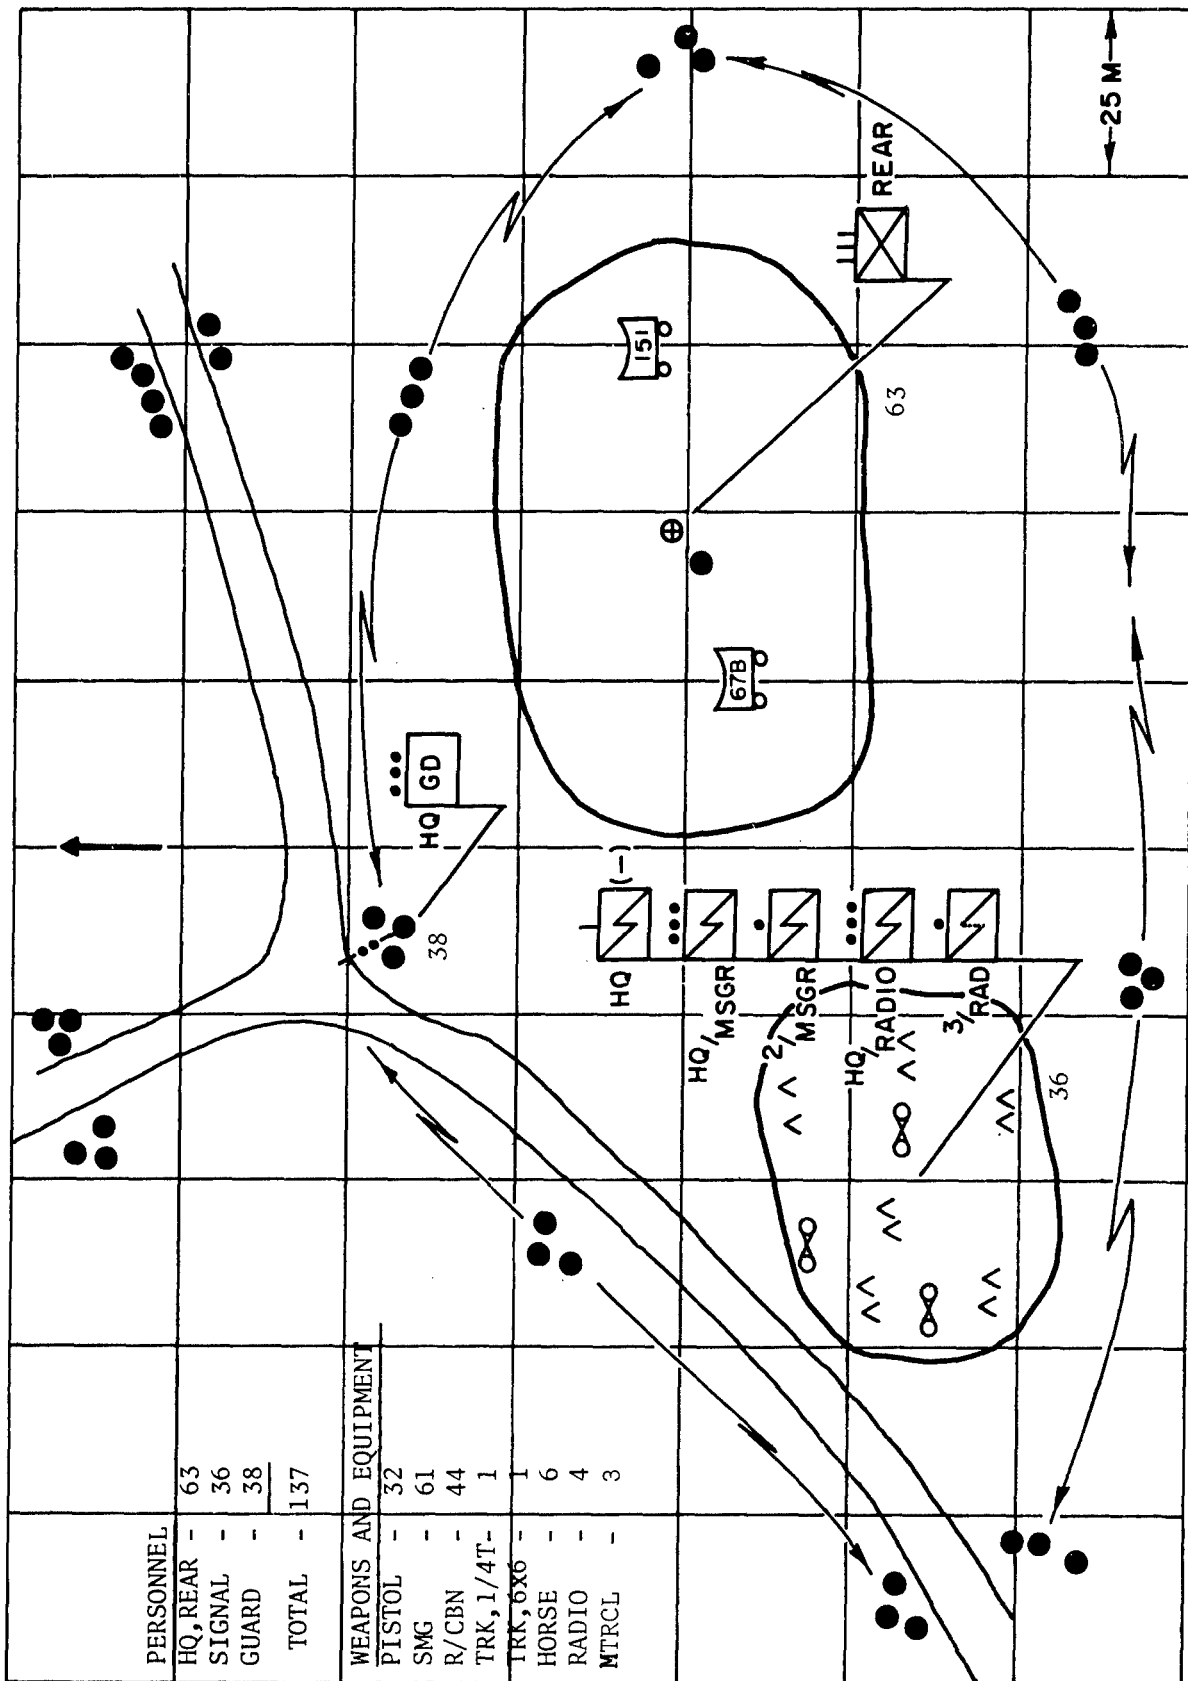 PERSONNEL
HQ,REAR - 63
SIGNAL - 36
GUARD - 38
TOTAL - 137
WEAPONS AND EQUIPMENT
PISTOL - 32
SMG - 61
R/CBN - 44
TRK,1/4T- 1
TRK,6x6 - 1
HORSE - 6
RADIO - 4
MTRCL - 3
38
HQ
GD
HQ
(-)
HQ/MSGR
2/MSGR
HQ/RADIO
3/RAD
36
67B
151
63
REAR
25 M